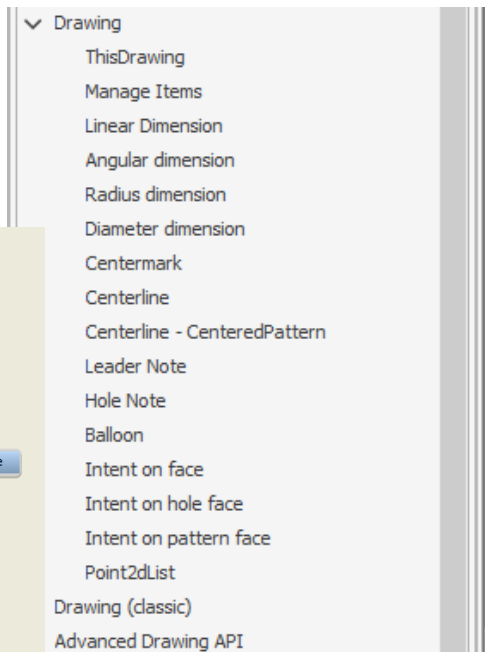 Drawing
ThisDrawing
Manage Items
Linear Dimension
Angular dimension
Radius dimension
Diameter dimension
Centermark
Centerline
Centerline - CenteredPattern
Leader Note
Hole Note
Balloon
Intent on face
Intent on hole face
Intent on pattern face
Point2dList
Drawing (classic)
Advanced Drawing API